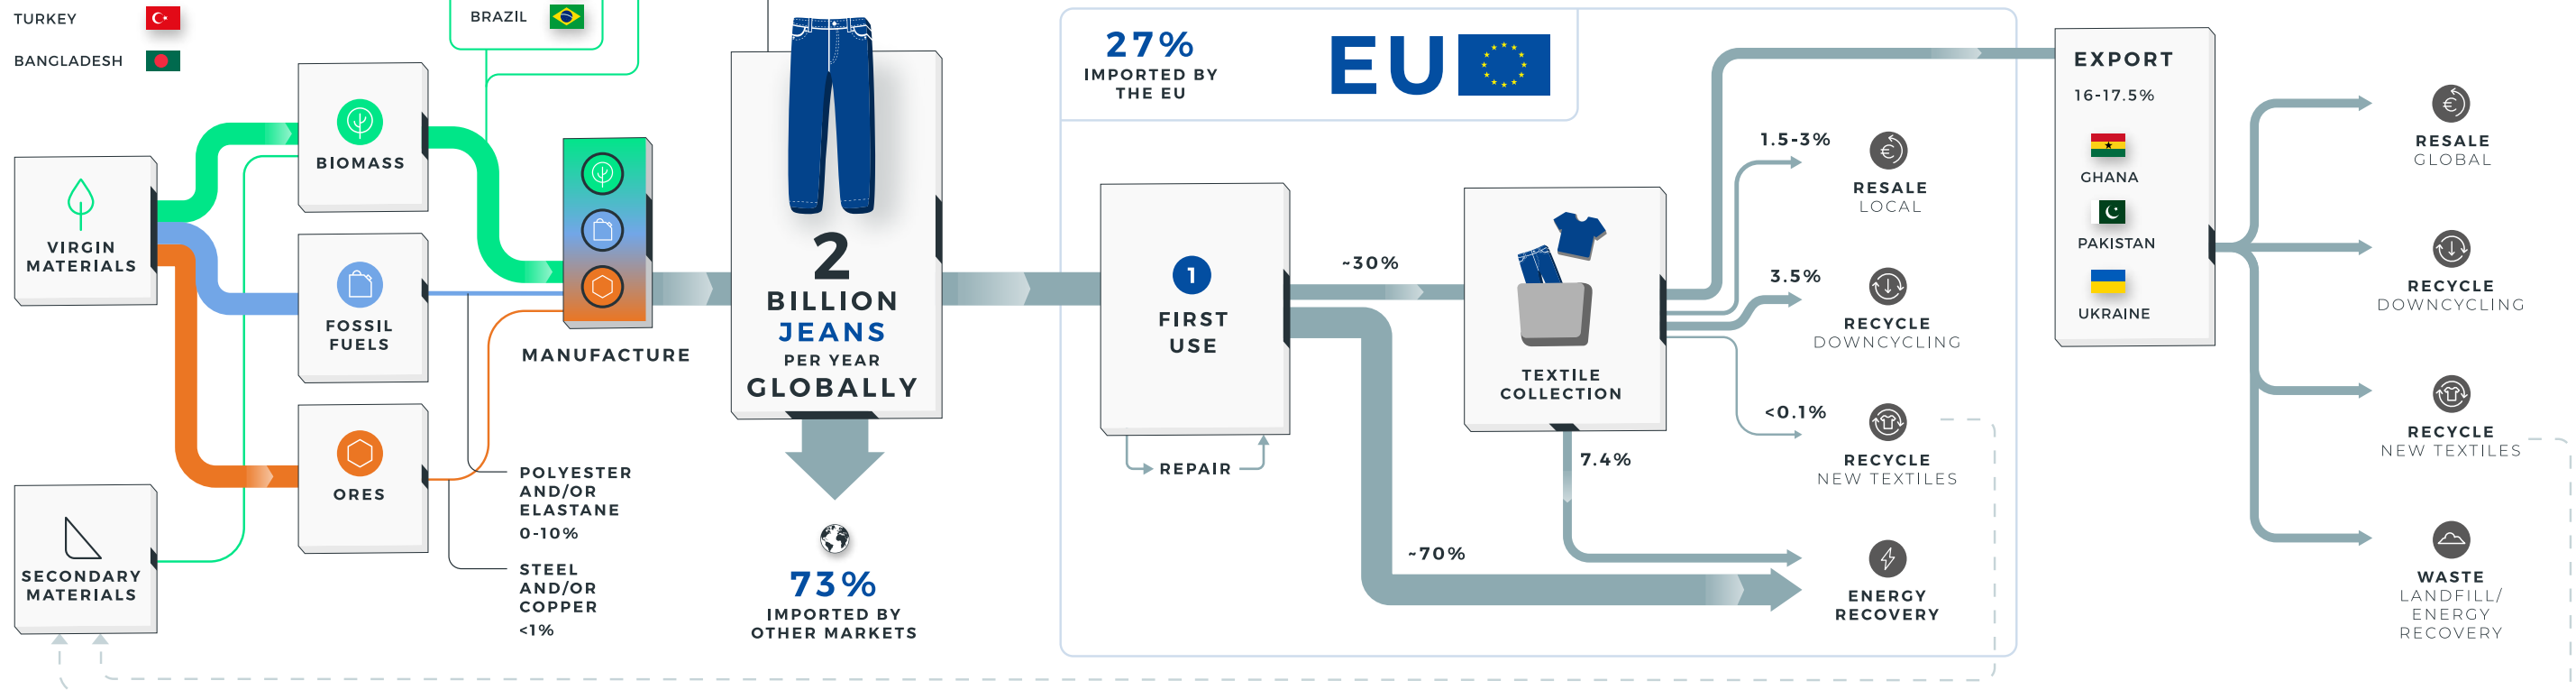 TURKEY
BANGLADESH
BRAZIL
VIRGIN
MATERIALS
SECONDARY
MATERIALS
BIOMASS
FOSSIL
FUELS
ORES
MANUFACTURE
POLYESTER
AND/OR
ELASTANE
0-10%
STEEL
AND/OR
COPPER
<1%
2
BILLION
JEANS
PER YEAR
GLOBALLY
73%
IMPORTED BY
OTHER MARKETS
27%
IMPORTED BY
THE EU
EU
1
FIRST
USE
REPAIR
~30%
~70%
TEXTILE
COLLECTION
7.4%
1.5-3%
RESALE
LOCAL
3.5%
RECYCLE
DOWNCYCLING
<0.1%
RECYCLE
NEW TEXTILES
ENERGY
RECOVERY
EXPORT
16-17.5%
GHANA
PAKISTAN
UKRAINE
RESALE
GLOBAL
RECYCLE
DOWNCYCLING
RECYCLE
NEW TEXTILES
WASTE
LANDFILL/
ENERGY
RECOVERY